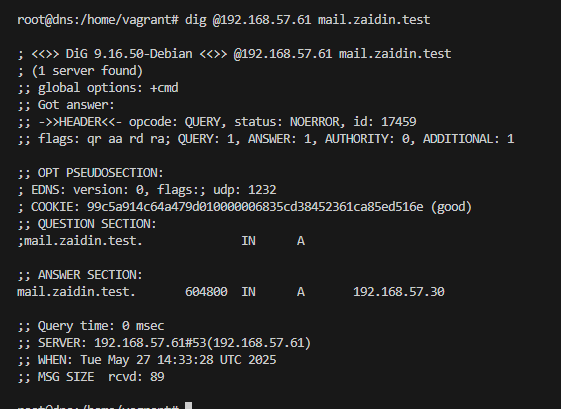 root@dns:/home/vagrant# dig @192.168.57.61 mail.zaidin.test
; <<>> DiG 9.16.50-Debian <<>> @192.168.57.61 mail.zaidin.test
; (1 server found)
;; global options: +cmd
;; Got answer:
;; ->>HEADER<<- opcode: QUERY, status: NOERROR, id: 17459
;; flags: qr aa rd ra; QUERY: 1, ANSWER: 1, AUTHORITY: 0, ADDITIONAL: 1
;; OPT PSEUDOSECTION:
; EDNS: version: 0, flags:; udp: 1232
; COOKIE: 99c5a914c64a479d010000006835cd38452361ca85ed516e (good)
;; QUESTION SECTION:
;mail.zaidin.test. IN A
;; ANSWER SECTION:
mail.zaidin.test. 604800 IN A 192.168.57.30
;; Query time: 0 msec
;; SERVER: 192.168.57.61#53(192.168.57.61)
;; WHEN: Tue May 27 14:33:28 UTC 2025
;; MSG SIZE rcvd: 89
root@dns:/home/vagrant#